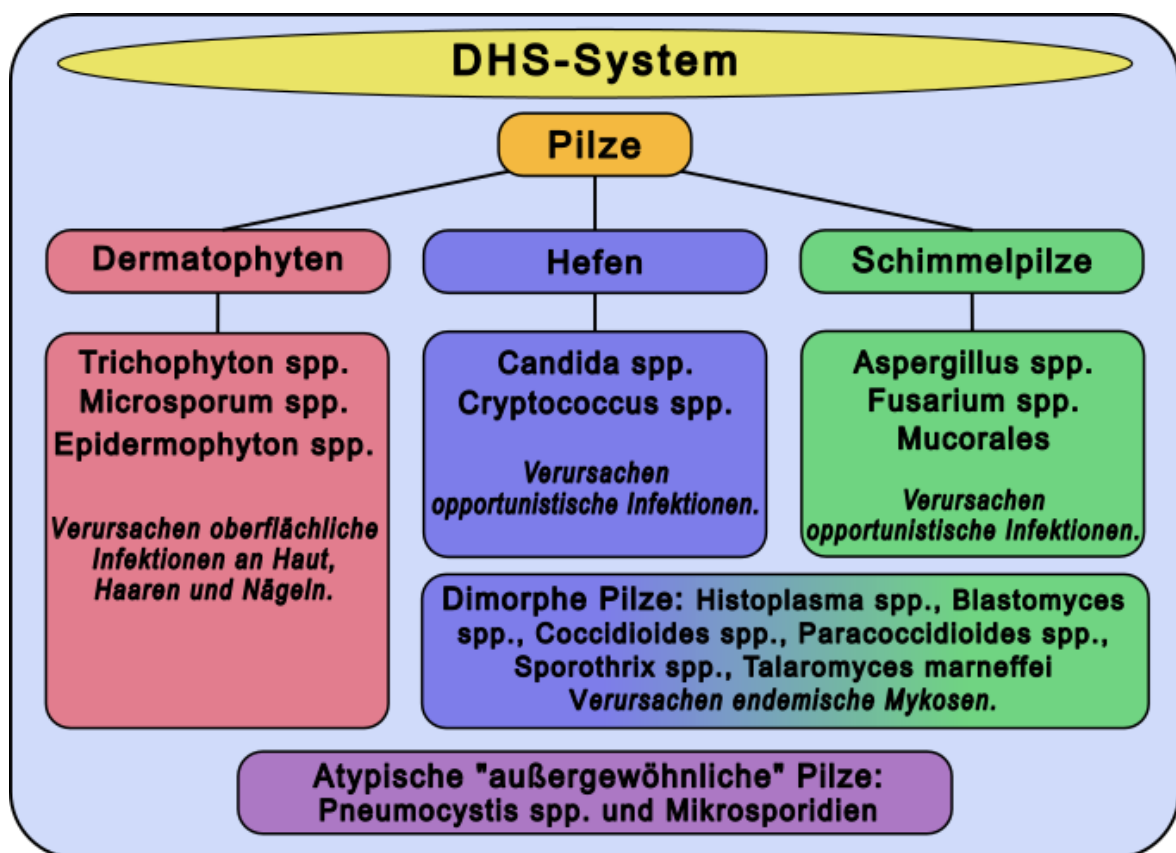 DHS-System
Pilze
Dermatophyten
Hefen
Schimmelpilze
Trichophyton spp.
Microsporum spp.
Epidermophyton spp.
Verursachen oberflächliche
Infektionen an Haut,
Haaren und Nägeln.
Candida spp.
Cryptococcus spp.
Verursachen
opportunistische Infektionen.
Aspergillus spp.
Fusarium spp.
Mucorales
Verursachen
opportunistische Infektionen.
Dimorphe Pilze: Histoplasma spp., Blastomyces
spp., Coccidioides spp., Paracoccidioides spp.,
Sporothrix spp., Talaromyces marneffei
Verursachen endemische Mykosen.
Atypische "außergewöhnliche" Pilze:
Pneumocystis spp. und Mikrosporidien